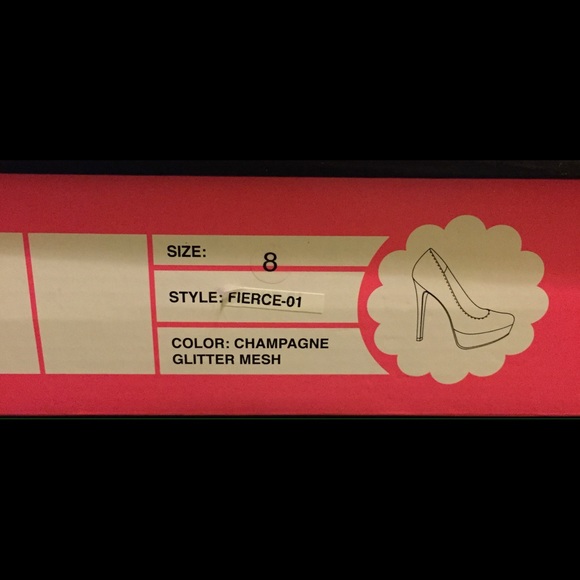 SIZE: 8
STYLE: FIERCE-01
COLOR: CHAMPAGNE
GLITTER MESH